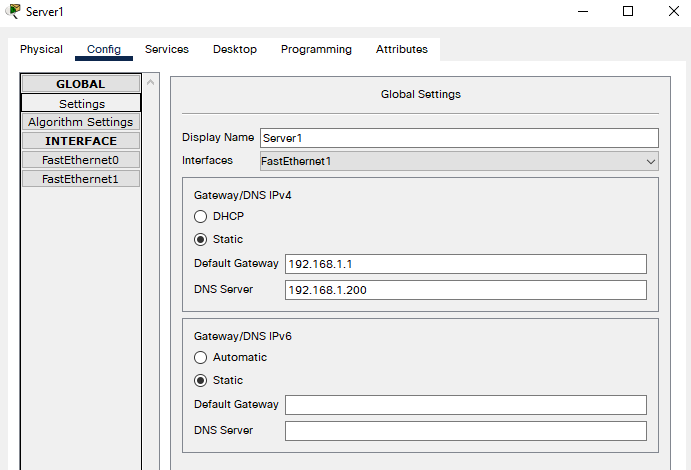 Server1
Physical Config Services Desktop Programming Attributes
GLOBAL
Settings
Algorithm Settings
INTERFACE
FastEthernet0
FastEthernet1
Global Settings
Display Name Server1
Interfaces FastEthernet1
Gateway/DNS IPv4
DHCP
Static
Default Gateway 192.168.1.1
DNS Server 192.168.1.200
Gateway/DNS IPv6
Automatic
Static
Default Gateway
DNS Server